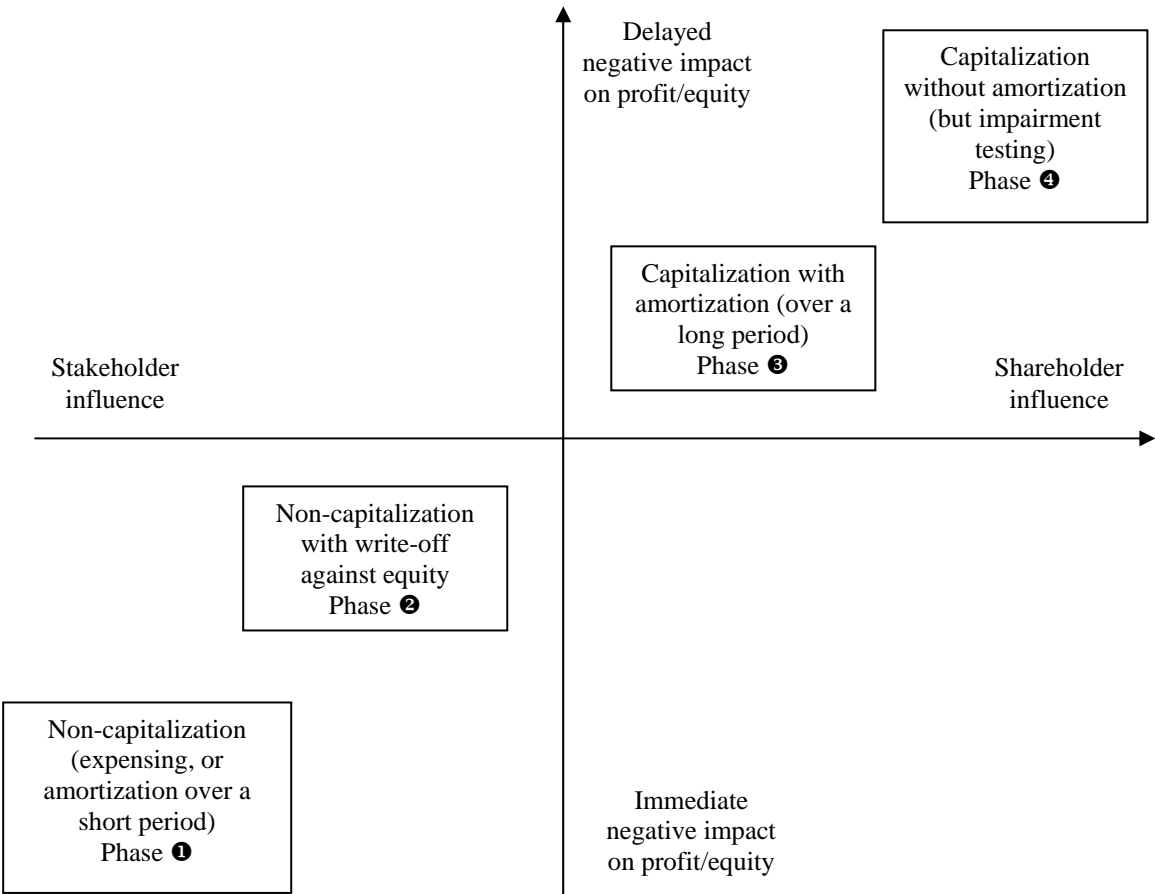 Delayed
negative impact
on profit/equity
Capitalization
without amortization
(but impairment
testing)
Phase ❹
Capitalization with
amortization (over a
long period)
Phase ❸
Stakeholder
influence
Shareholder
influence
Non-capitalization
with write-off
against equity
Phase ❷
Non-capitalization
(expensing, or
amortization over a
short period)
Phase ❶
Immediate
negative impact
on profit/equity